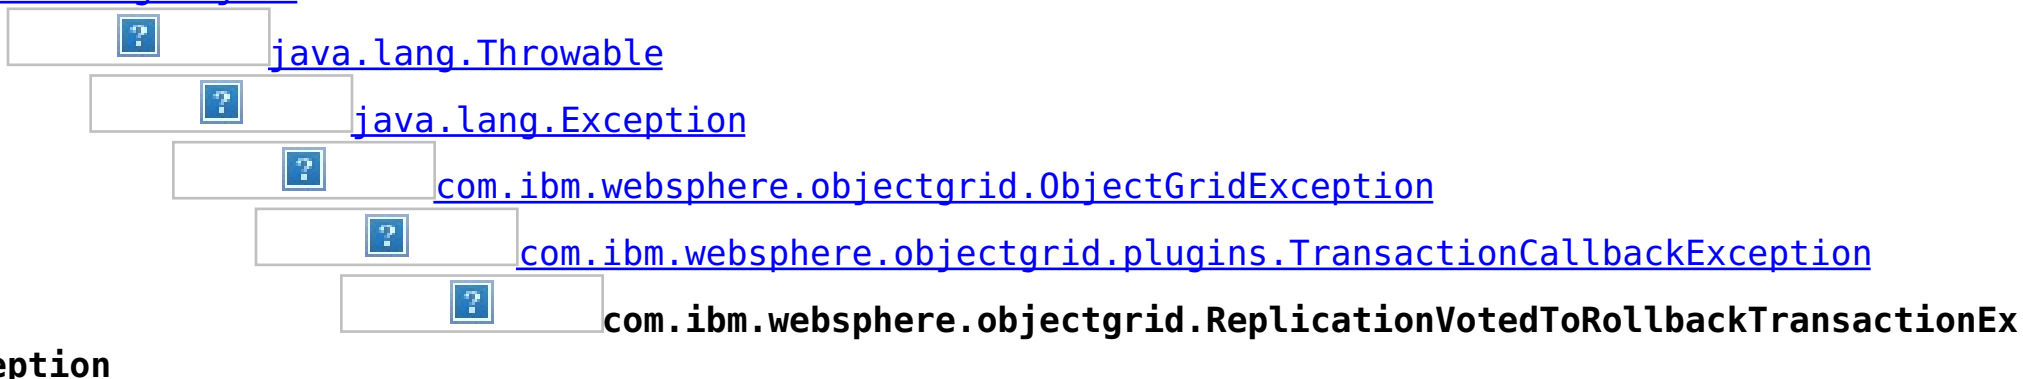 java.lang.Throwable
java.lang.Exception
com.ibm.websphere.objectgrid.ObjectGridException
com.ibm.websphere.objectgrid.plugins.TransactionCallbackException
com.ibm.websphere.objectgrid.ReplicationVotedToRollbackTransactionEx
eption